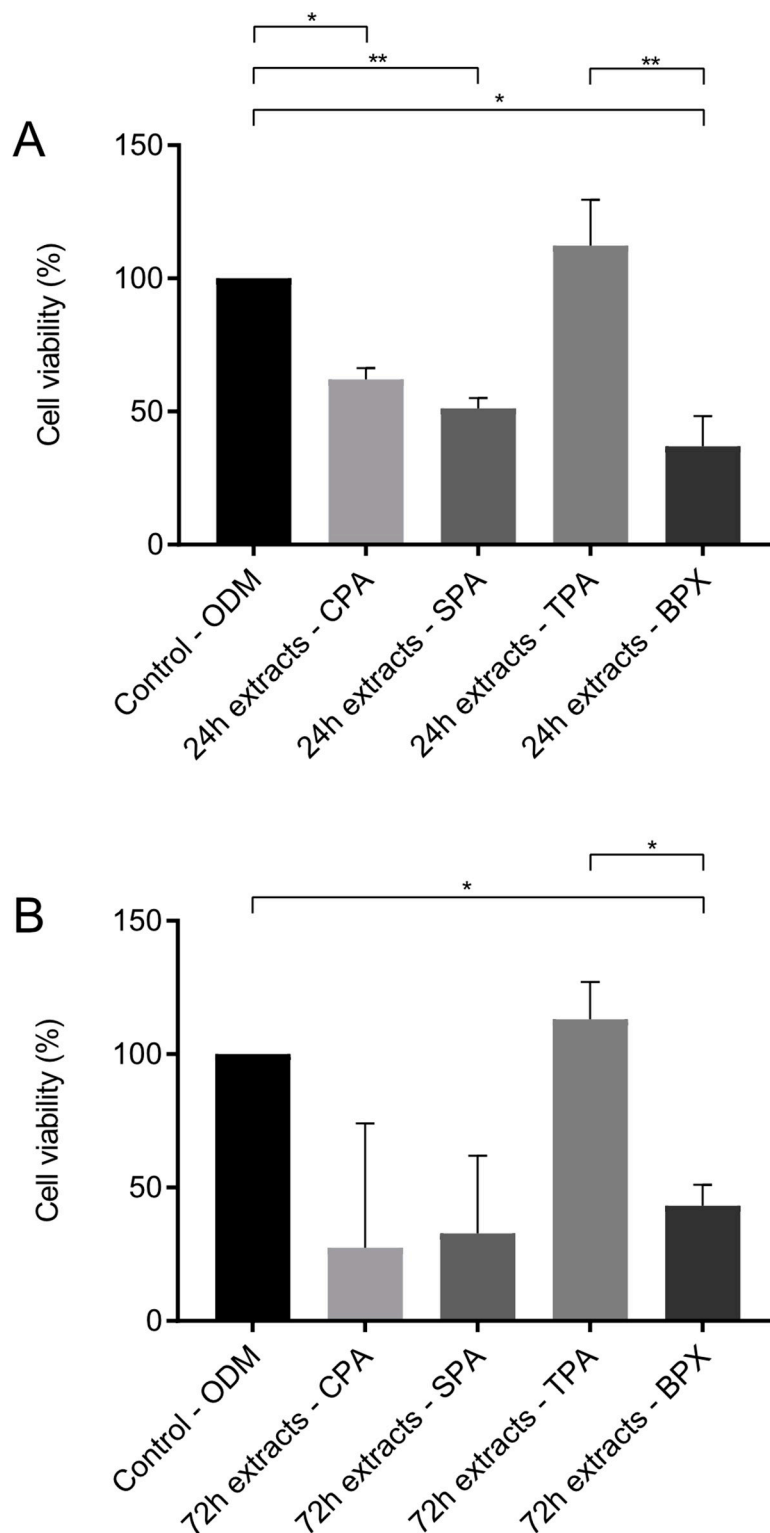 *
**
**
*
A
150
100
50
0
Cell viability (%)
Control - ODM
24h extracts - CPA
24h extracts - SPA
24h extracts - TPA
24h extracts - BPX
*
*
B
150
100
50
0
Cell viability (%)
Control - ODM
72h extracts - CPA
72h extracts - SPA
72h extracts - TPA
72h extracts - BPX